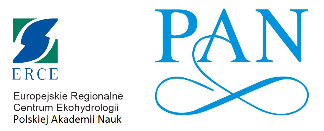 ERCE
PAN
Europejskie Regionalne
Centrum Ekohydrologii
Polskiej Akademii Nauk